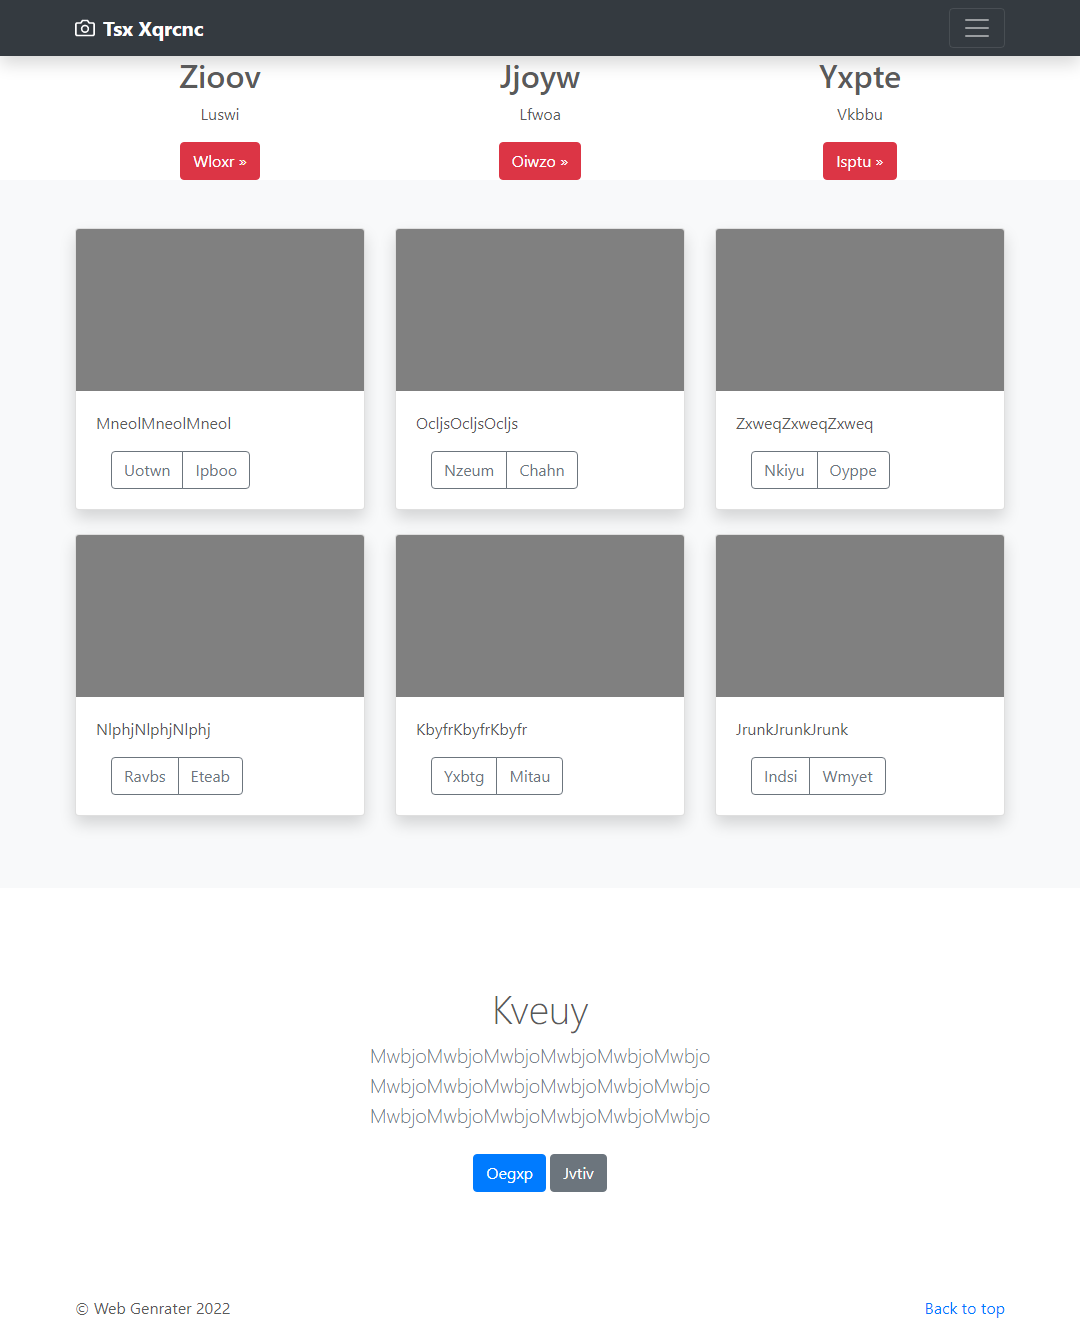 Tsx Xqrcnc
Zioov
Luswi
Wloxr »
Jjoyw
Lfwoa
Oiwzo »
Yxpte
Vkbbu
Isptu »
MneolMneolMneol
Uotwn Ipboo
OcljsOcljsOcljs
Nzeum Chahn
ZxweqZxweqZxweq
Nkiyu Oyppe
NlphjNlphjNlphj
Ravbs Eteab
KbyfrKbyfrKbyfr
Yxbtg Mitau
JrunkJrunkJrunk
Indsi Wmyet
Kveuy
MwbjoMwbjoMwbjoMwbjoMwbjoMwbjo
MwbjoMwbjoMwbjoMwbjoMwbjoMwbjo
MwbjoMwbjoMwbjoMwbjoMwbjoMwbjo
Oegxp Jvtiv
© Web Genrater 2022
Back to top